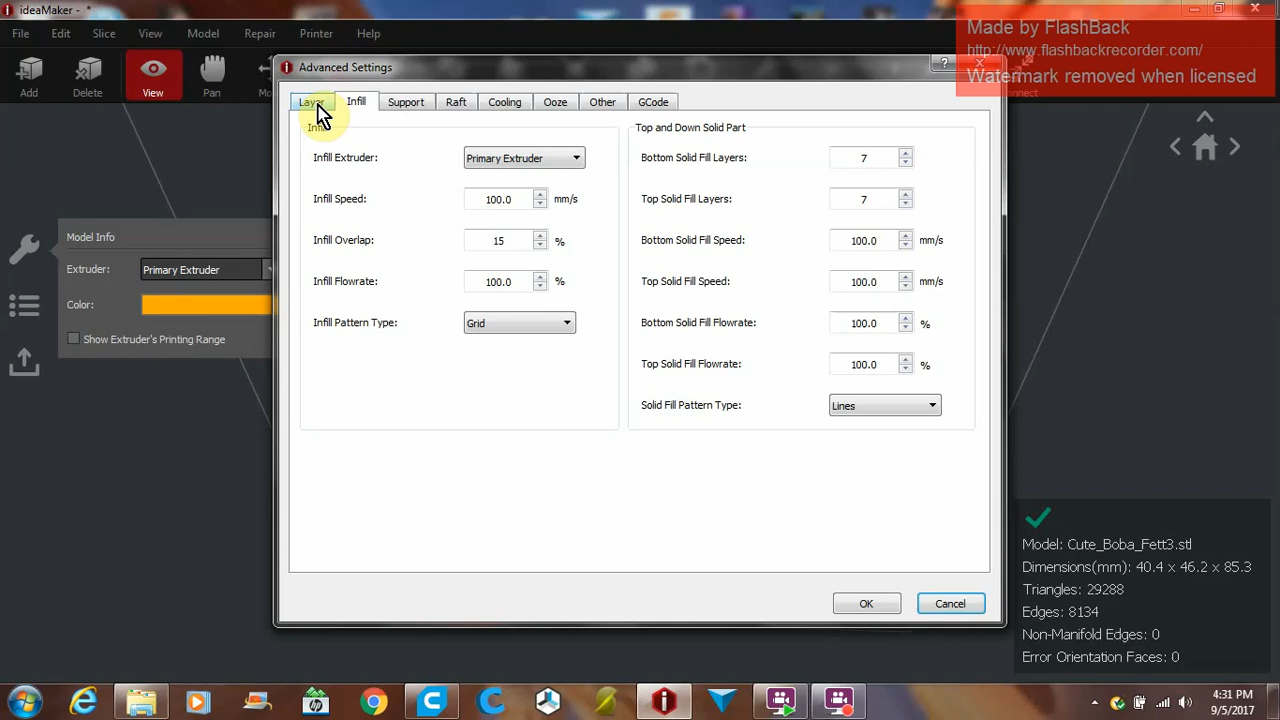 ideaMaker - *
Made by FlashBack
http://www.flashbackrecorder.com/
Watermark removed when licensed
File Edit Slice View Model Repair Printer Help
Add Delete View Pan
Advanced Settings
Layer Infill Support Raft Cooling Ooze Other GCode
Top and Down Solid Part
Infill Extruder: Primary Extruder
Bottom Solid Fill Layers: 7
Infill Speed: 100.0 mm/s
Top Solid Fill Layers: 7
Infill Overlap: 15 %
Bottom Solid Fill Speed: 100.0 mm/s
Infill Flowrate: 100.0 %
Top Solid Fill Speed: 100.0 mm/s
Infill Pattern Type: Grid
Bottom Solid Fill Flowrate: 100.0 %
Top Solid Fill Flowrate: 100.0 %
Solid Fill Pattern Type: Lines
OK Cancel
Model Info
Extruder: Primary Extruder
Color:
Show Extruder's Printing Range
Model: Cute_Boba_Fett3.stl
Dimensions(mm): 40.4 x 46.2 x 85.3
Triangles: 29288
Edges: 8134
Non-Manifold Edges: 0
Error Orientation Faces: 0
4:31 PM
9/5/2017